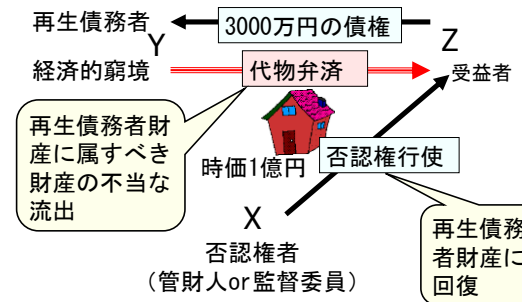 再生債務者
3000万円の債権
Y
Z
経済的窮境
代物弁済
受益者
再生債務者財
産に属すべき
財産の不当な
流出
時価1億円
否認権行使
X
否認権者
（管財人or監督委員）
再生債務
者財産に
回復